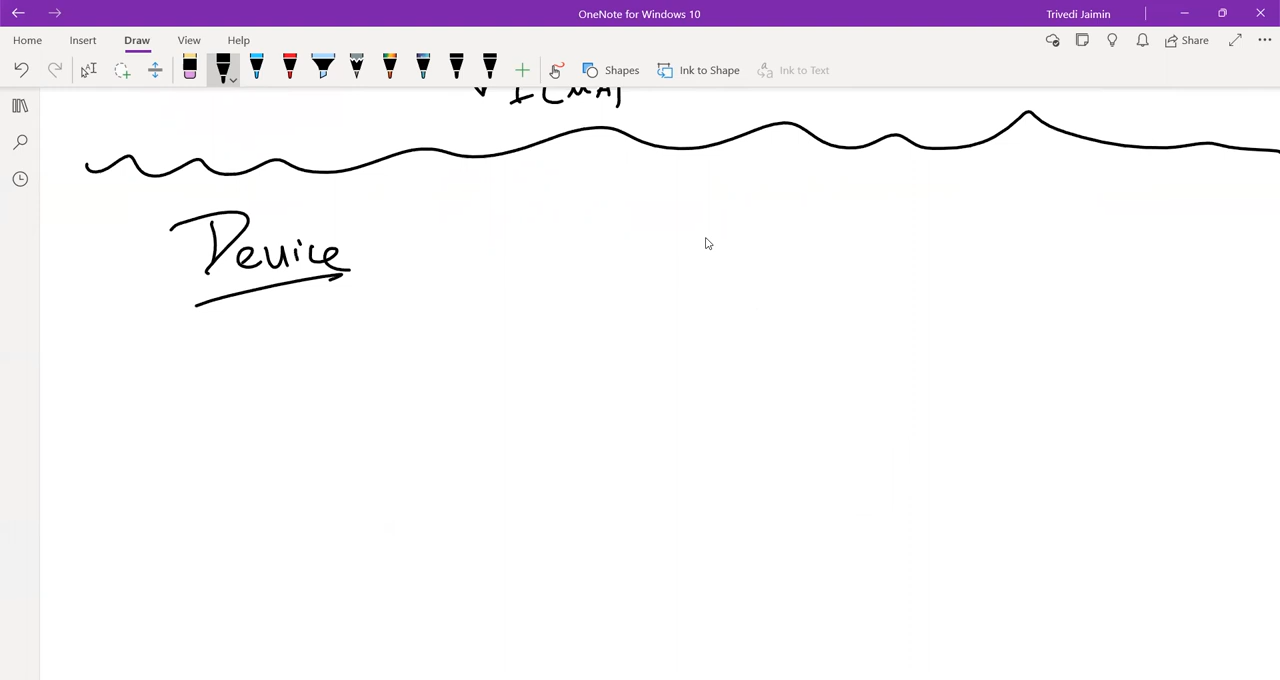 OneNote for Windows 10
Trivedi Jaimin
Home Insert Draw View Help
Share
Shapes Ink to Shape Ink to Text
Device